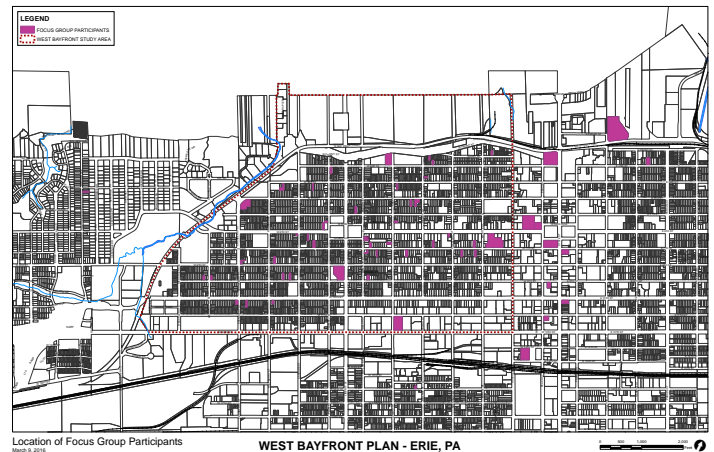 LEGEND
FOCUS GROUP PARTICIPANTS
WEST BAYFRONT STUDY AREA
Location of Focus Group Participants
March 9, 2016
WEST BAYFRONT PLAN - ERIE, PA
0 500 1,000 2,000
Feet